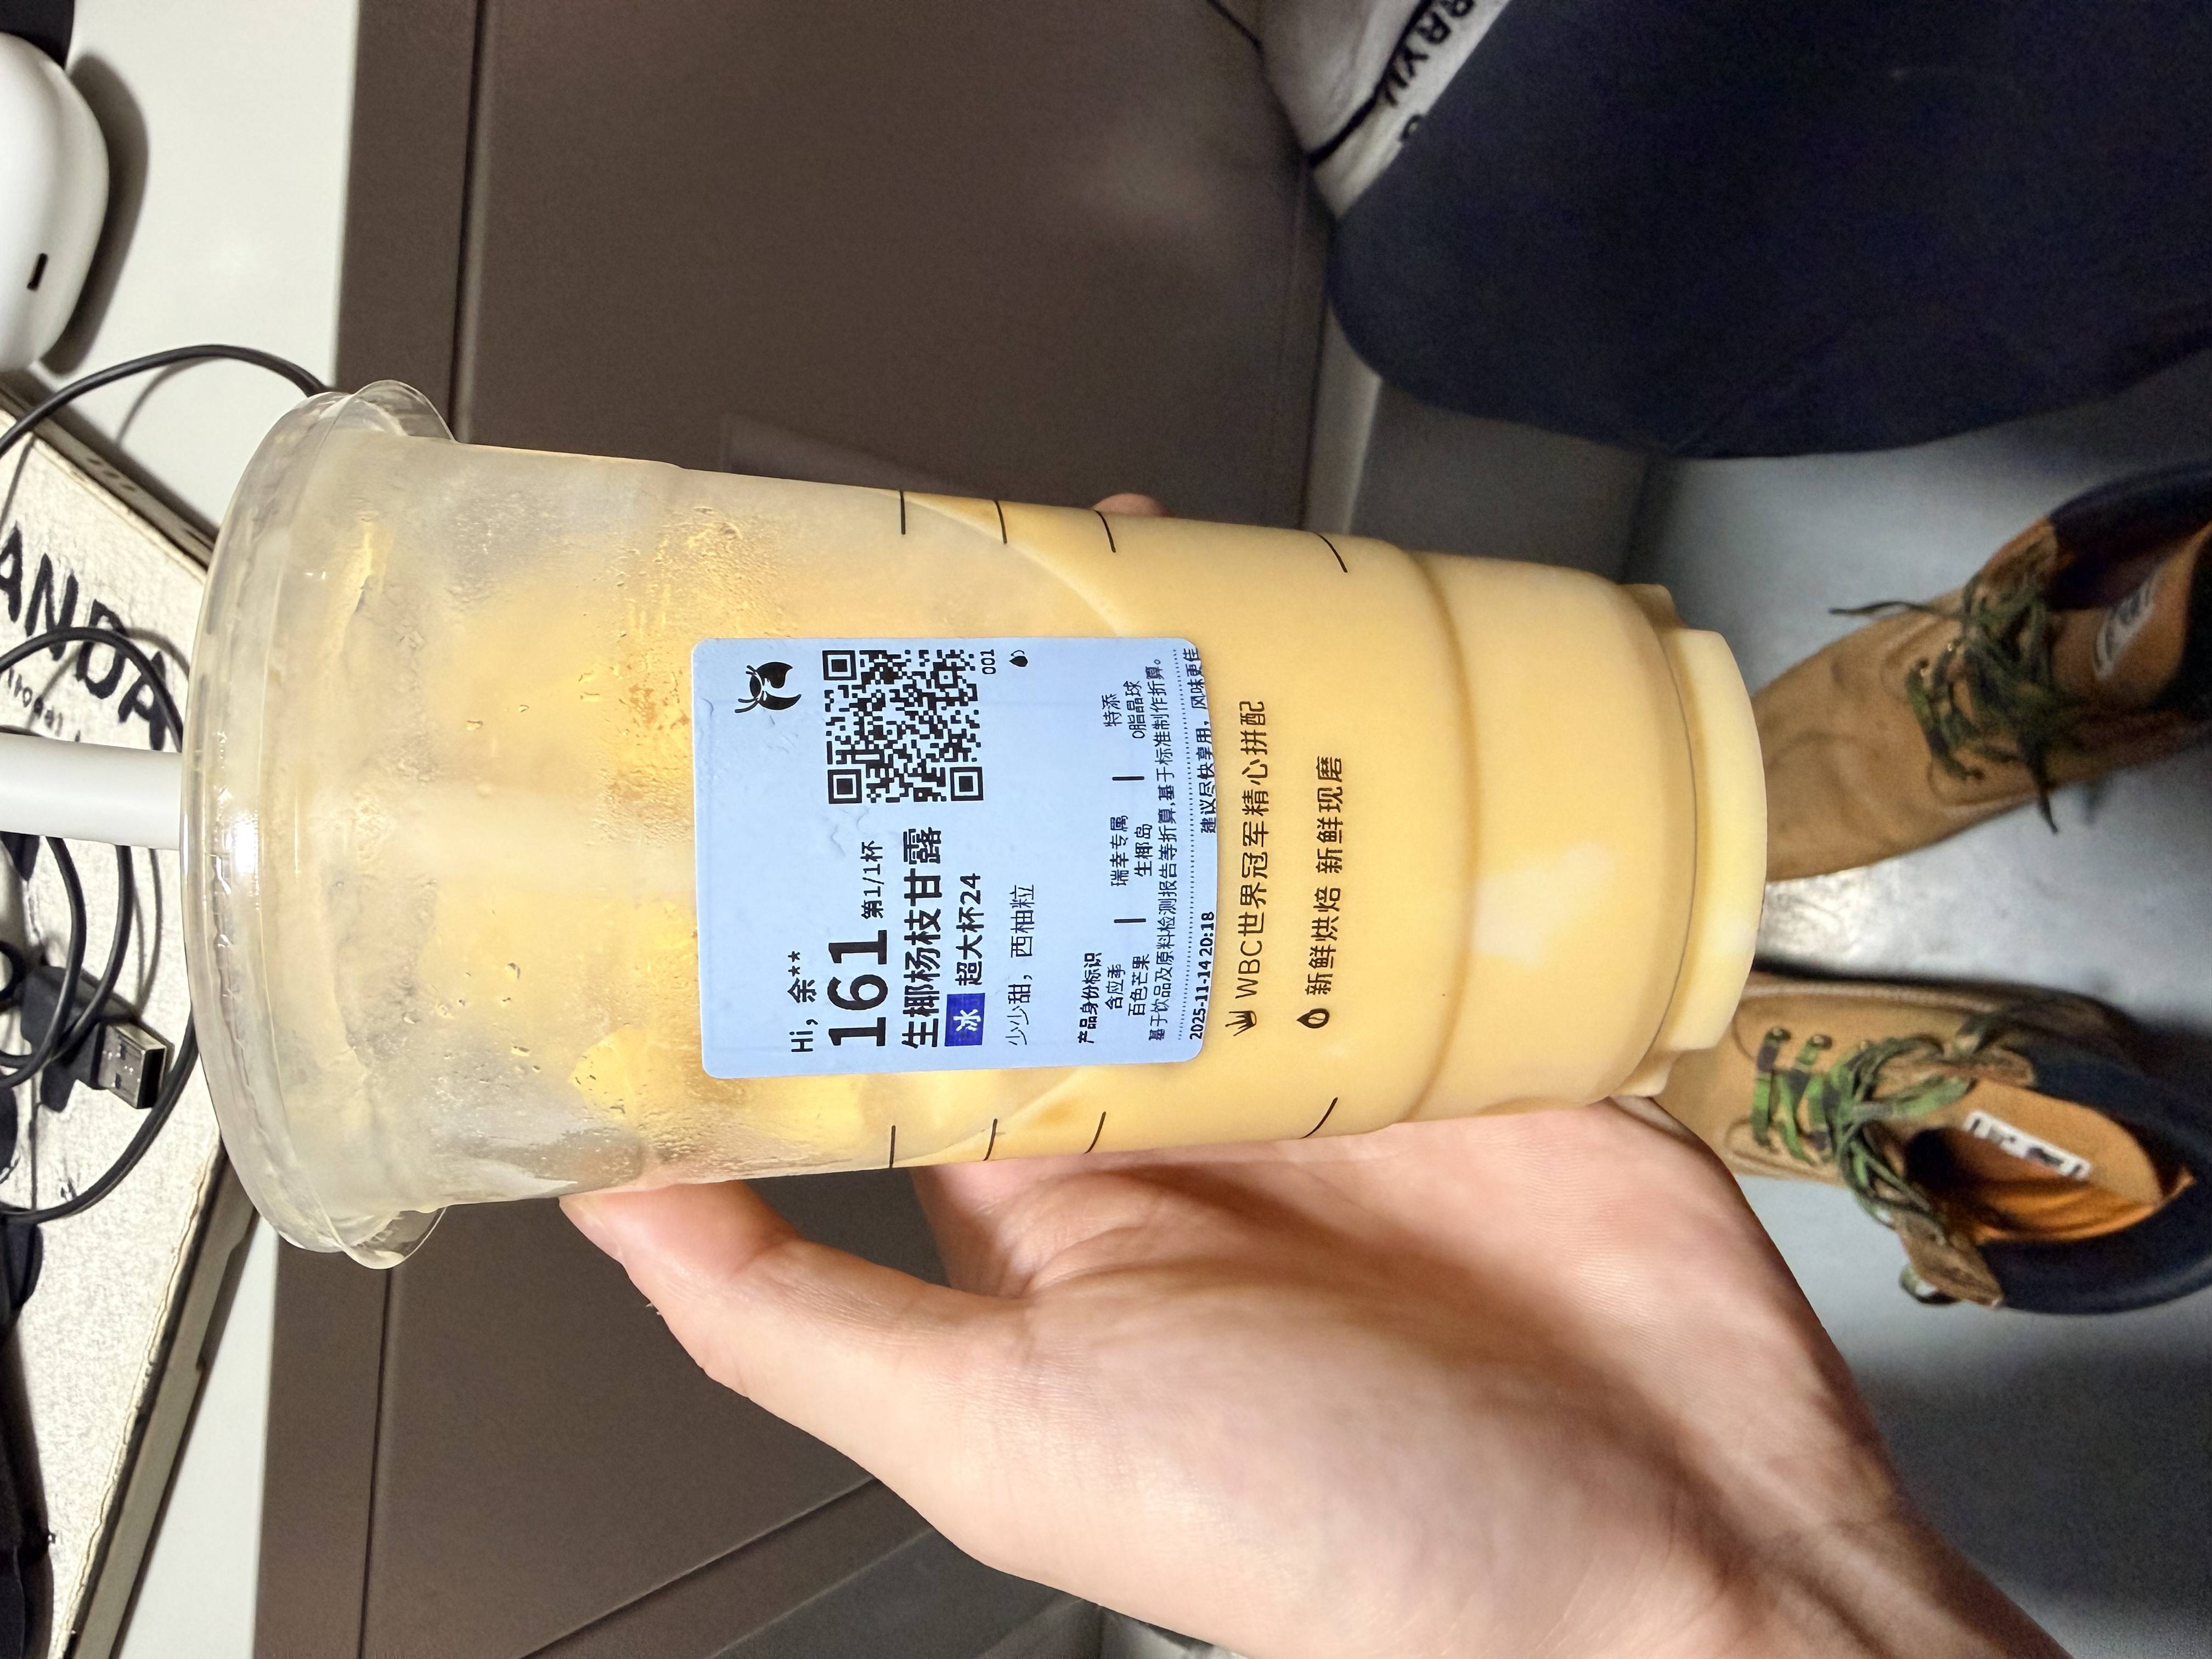 Hi，余**
161 第1/1杯
生椰杨枝甘露
冰 超大杯24
001
少少甜，西柚粒
产品身份标识
含应季 百色芒果 | 瑞幸专属 生椰岛 | 特添 0脂晶球
基于饮品及原料检测报告等折算,基于标准制作折算。
2025-11-14 20:18 建议尽快享用，风味更佳
WBC世界冠军精心拼配
新鲜烘焙 新鲜现磨
ANDA